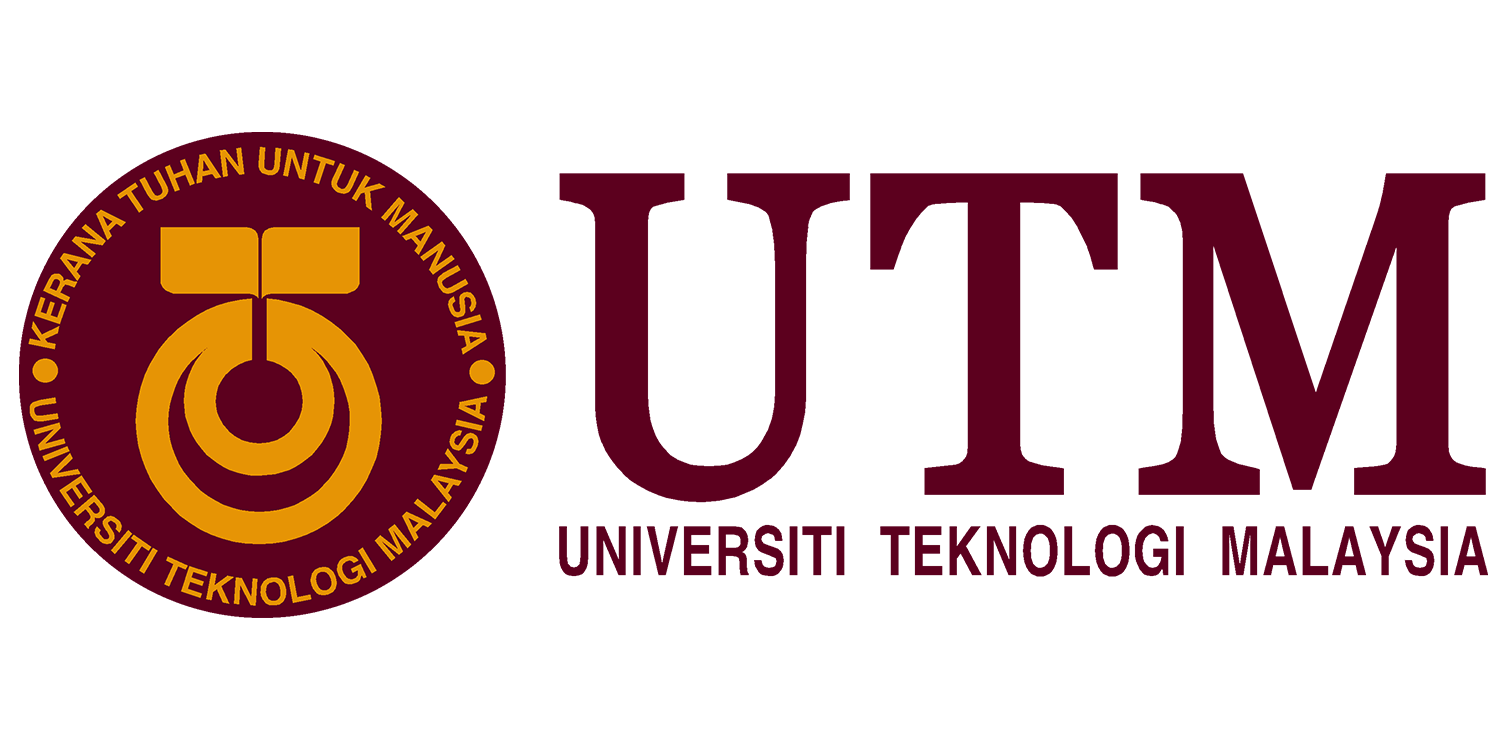 KERANA TUHAN UNTUK MANUSIA
UNIVERSITI TEKNOLOGI MALAYSIA
UTM
UNIVERSITI TEKNOLOGI MALAYSIA